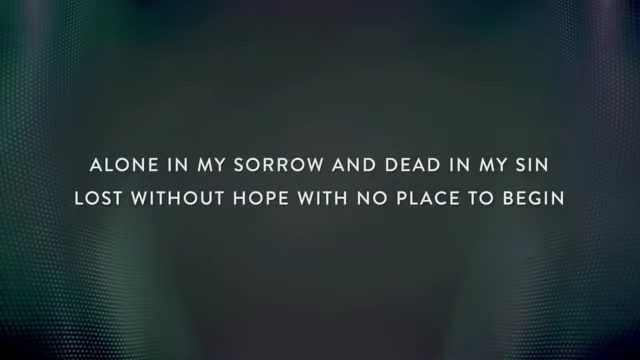 ALONE IN MY SORROW AND DEAD IN MY SIN
LOST WITHOUT HOPE WITH NO PLACE TO BEGIN